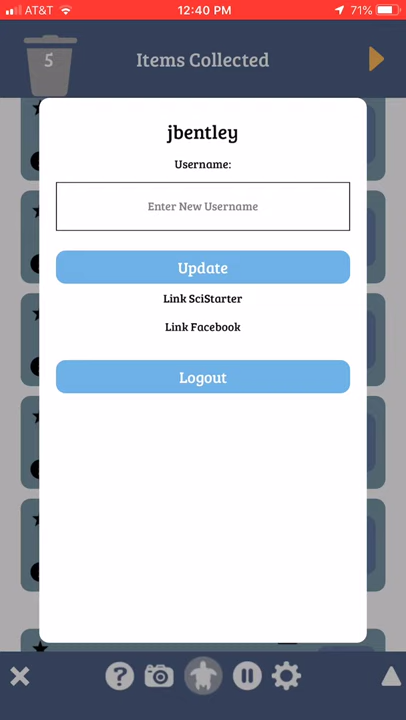 AT&T 12:40 PM 71%
5 Items Collected
jbentley
Username:
Enter New Username
Update
Link SciStarter
Link Facebook
Logout
?